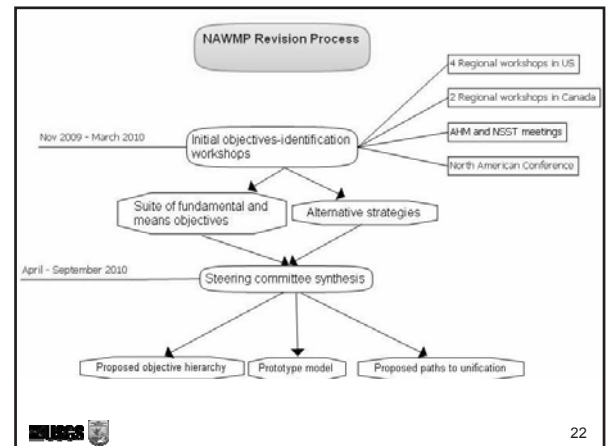 NAWMP Revision Process
4 Regional workshops in US
2 Regional workshops in Canada
Nov 2009 - March 2010
Initial objectives-identification
workshops
AHM and NSST meetings
North American Conference
Suite of fundamental and
means objectives
Alternative strategies
April - September 2010
Steering committee synthesis
Proposed objective hierarchy
Prototype model
Proposed paths to unification
USGS
22